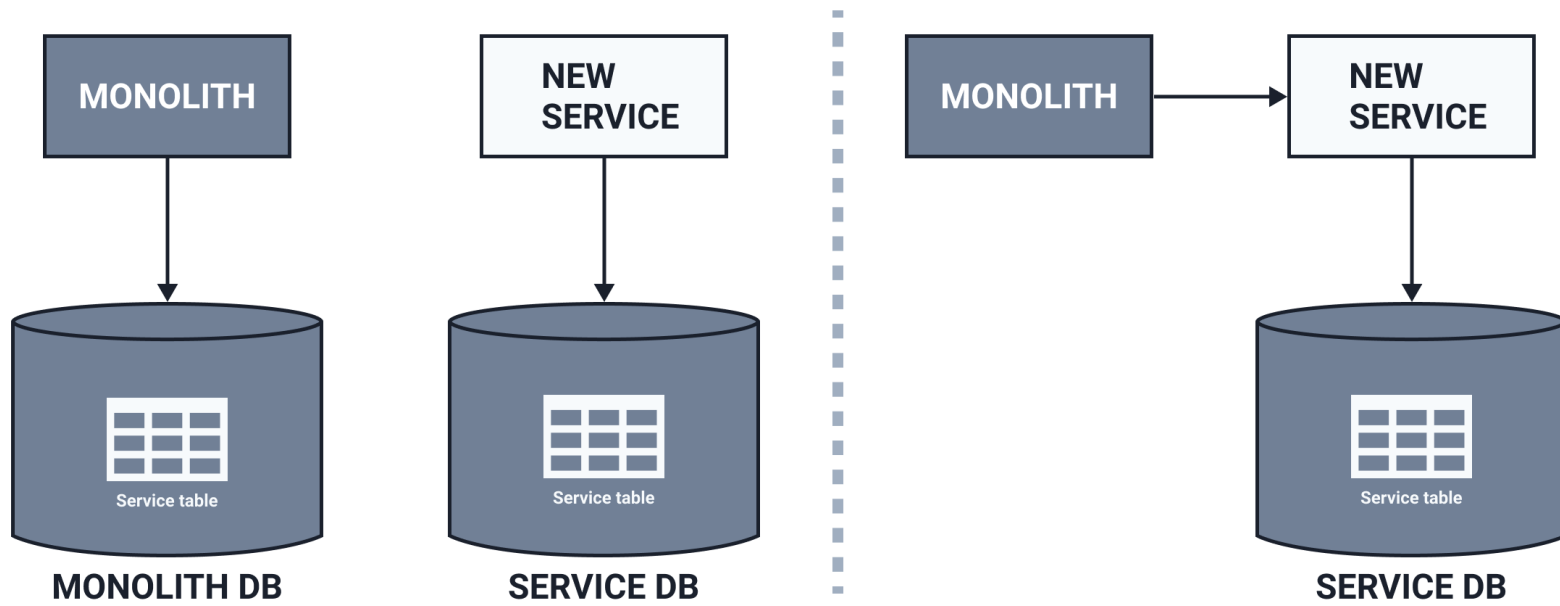 MONOLITH
NEW
SERVICE
Service table
Service table
MONOLITH DB
SERVICE DB
MONOLITH
NEW
SERVICE
Service table
SERVICE DB